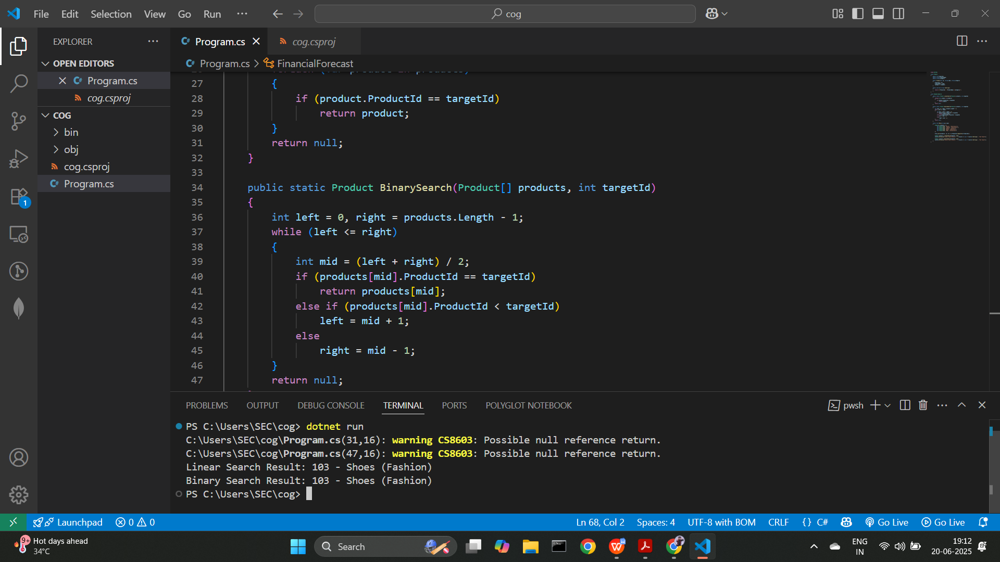 File Edit Selection View Go Run ···
cog
EXPLORER ···
OPEN EDITORS
Program.cs
cog.csproj
COG
bin
obj
cog.csproj
Program.cs
1
Program.cs
cog.csproj
Program.cs > FinancialForecast
27 {
28 if (product.ProductId == targetId)
29 return product;
30 }
31 return null;
32 }
33
34 public static Product BinarySearch(Product[] products, int targetId)
35 {
36 int left = 0, right = products.Length - 1;
37 while (left <= right)
38 {
39 int mid = (left + right) / 2;
40 if (products[mid].ProductId == targetId)
41 return products[mid];
42 else if (products[mid].ProductId < targetId)
43 left = mid + 1;
44 else
45 right = mid - 1;
46 }
47 return null;
PROBLEMS OUTPUT DEBUG CONSOLE TERMINAL PORTS POLYGLOT NOTEBOOK
pwsh
PS C:\Users\SEC\cog> dotnet run
C:\Users\SEC\cog\Program.cs(31,16): warning CS8603: Possible null reference return.
C:\Users\SEC\cog\Program.cs(47,16): warning CS8603: Possible null reference return.
Linear Search Result: 103 - Shoes (Fashion)
Binary Search Result: 103 - Shoes (Fashion)
PS C:\Users\SEC\cog>
Launchpad 0 0
Ln 68, Col 2 Spaces: 4 UTF-8 with BOM CRLF {} C# Go Live Go Live
9+
Hot days ahead
34°C
Search
ENG
IN
19:12
20-06-2025